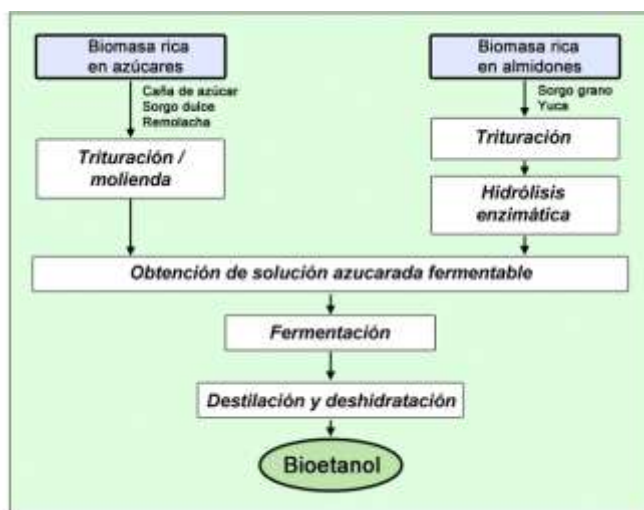 Biomasa rica
en azúcares
Biomasa rica
en almidones
Caña de azúcar
Sorgo dulce
Remolacha
Sorgo grano
Yuca
Trituración /
molienda
Trituración
Hidrólisis
enzimática
Obtención de solución azucarada fermentable
Fermentación
Destilación y deshidratación
Bioetanol